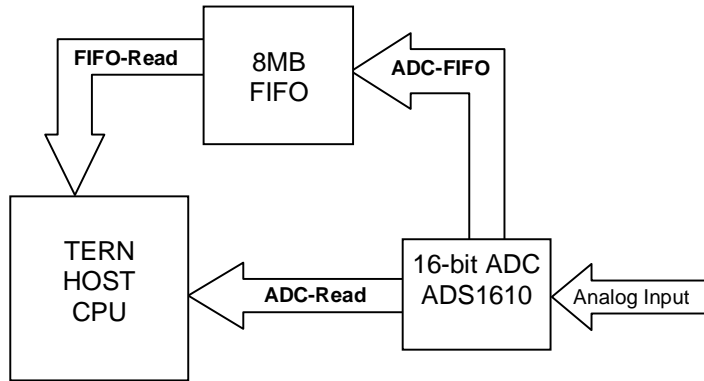 FIFO-Read
8MB
FIFO
ADC-FIFO
TERN
HOST
CPU
ADC-Read
16-bit ADC
ADS1610
Analog Input